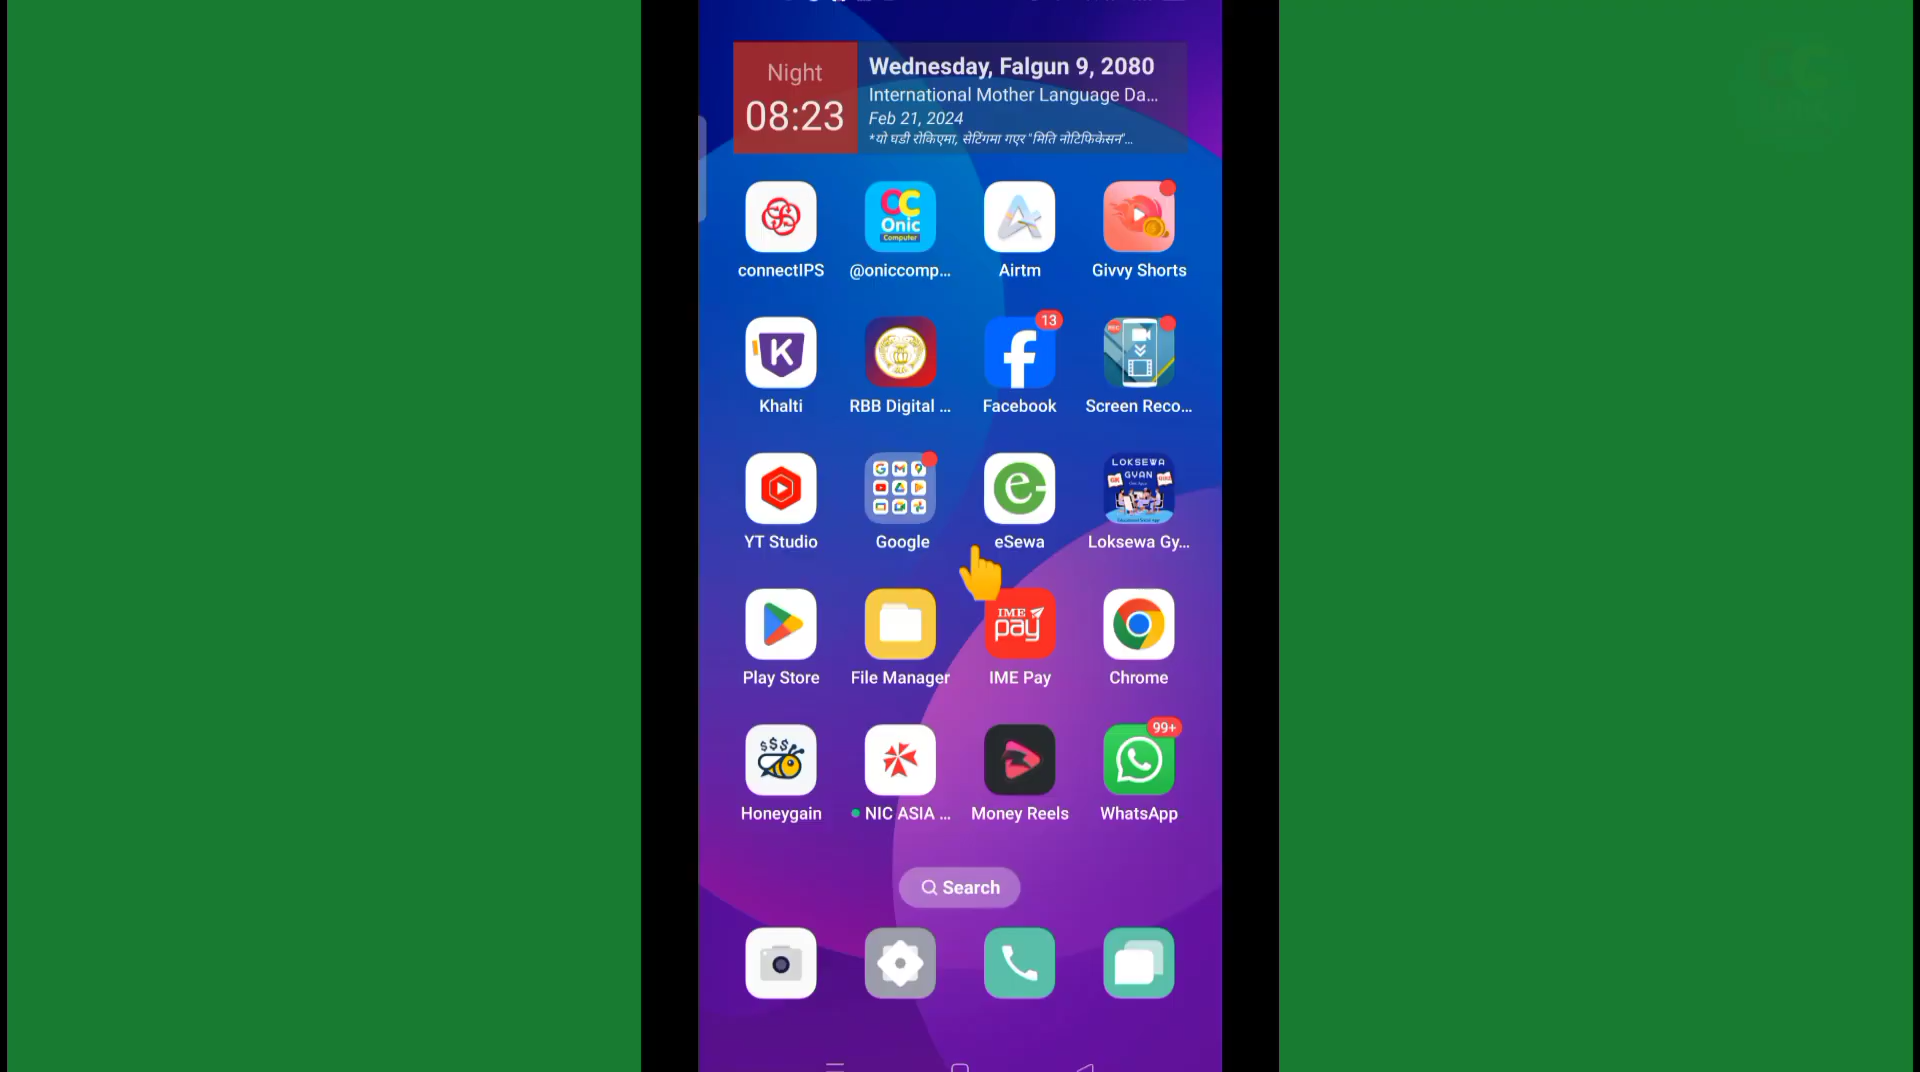 Night
08:23
Wednesday, Falgun 9, 2080
International Mother Language Da...
Feb 21, 2024
*यो घडी रोकिएमा, सेटिंगमा गएर "मिति नोटिफिकेसन"...
OC
Onic
Computer
connectIPS
@oniccomp...
Airtm
Givvy Shorts
13
REC
K
Khalti
RBB Digital ...
Facebook
Screen Reco...
LOKSEWA
GYAN
YT Studio
Google
eSewa
Loksewa Gy...
IME
pay
Play Store
File Manager
IME Pay
Chrome
99+
$$$
Honeygain
NIC ASIA ...
Money Reels
WhatsApp
Search